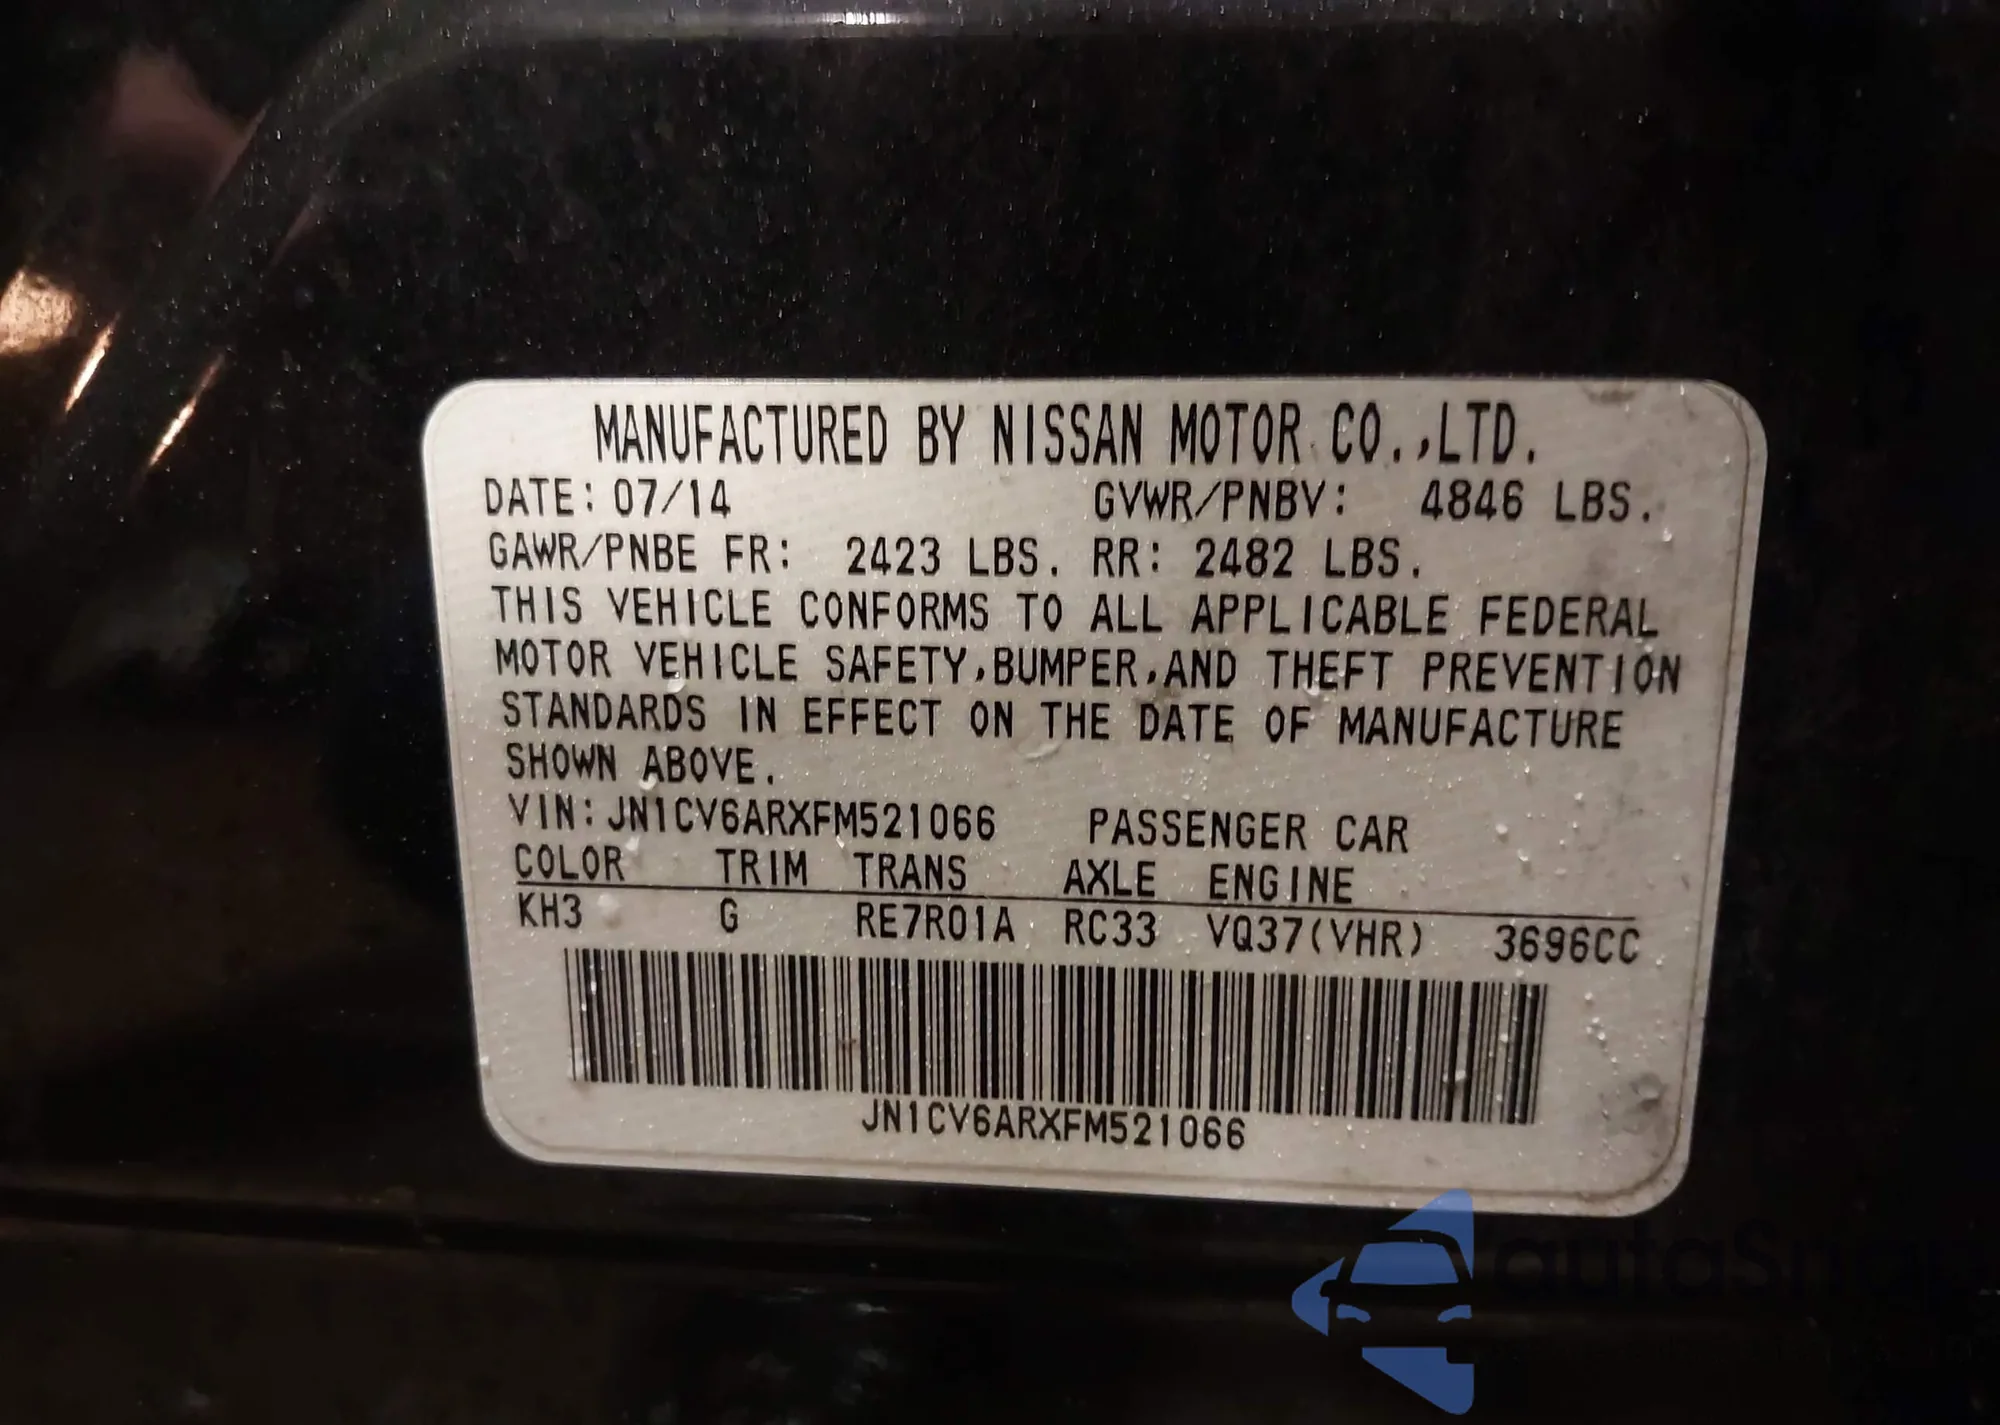 MANUFACTURED BY NISSAN MOTOR CO.,LTD.
DATE: 07/14 GVWR/PNBV: 4846 LBS.
GAWR/PNBE FR: 2423 LBS. RR: 2482 LBS.
THIS VEHICLE CONFORMS TO ALL APPLICABLE FEDERAL
MOTOR VEHICLE SAFETY,BUMPER,AND THEFT PREVENTION
STANDARDS IN EFFECT ON THE DATE OF MANUFACTURE
SHOWN ABOVE.
VIN:JN1CV6ARXFM521066 PASSENGER CAR
COLOR TRIM TRANS AXLE ENGINE
KH3 G RE7R01A RC33 VQ37(VHR) 3696CC
JN1CV6ARXFM521066